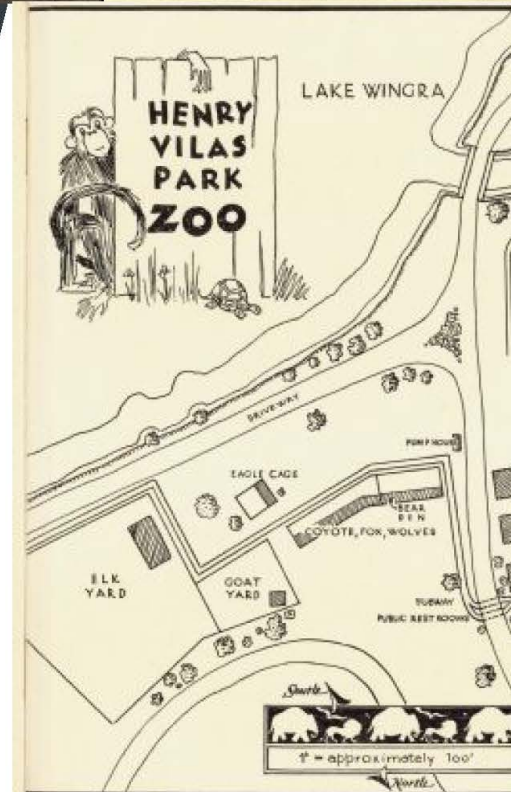 HENRY
VILAS
PARK
ZOO
LAKE WINGRA
DRIVEWAY
PUMP HOUSE
EAGLE CAGE
BEAR
DEN
COYOTE, FOX, WOLVES
ELK
YARD
GOAT
YARD
SUBWAY
PUBLIC REST ROOMS
South
1" = approximately 100'
North